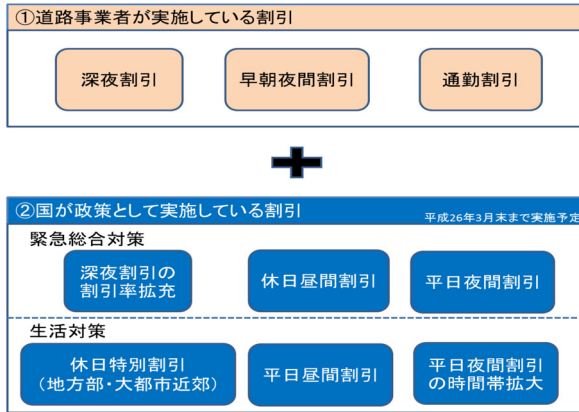 ①道路事業者が実施している割引
深夜割引
早朝夜間割引
通勤割引
②国が政策として実施している割引
平成26年3月末まで実施予定
緊急総合対策
深夜割引の
割引率拡充
休日昼間割引
平日夜間割引
生活対策
休日特別割引
(地方部・大都市近郊)
平日昼間割引
平日夜間割引
の時間帯拡大